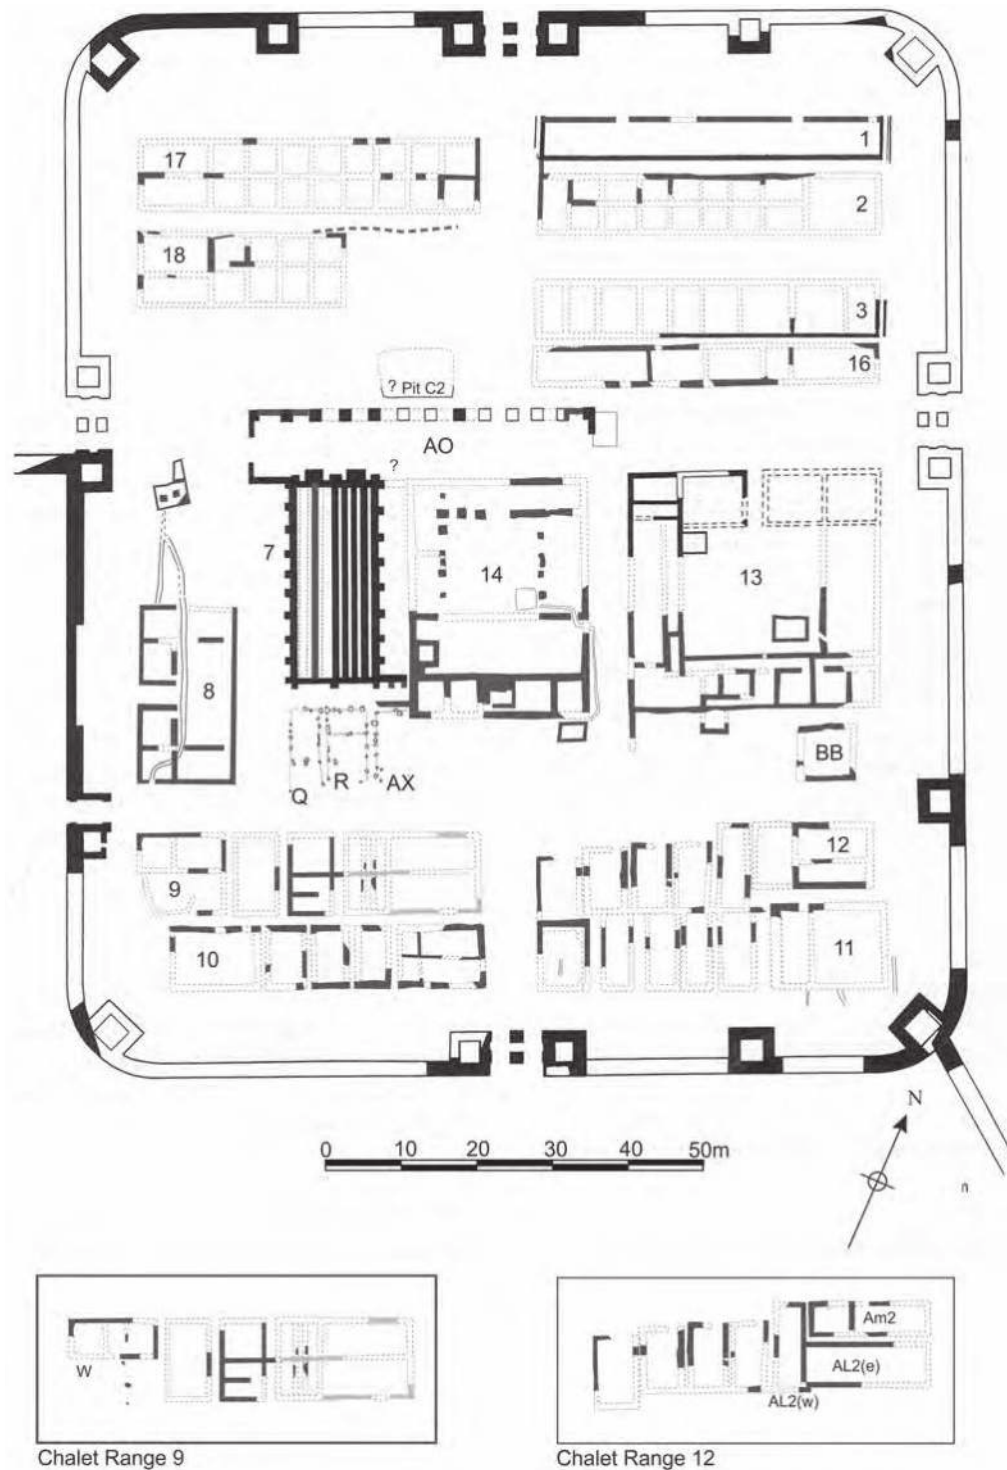 1
17
2
18
3
16
? Pit C2
AO
?
7
14
13
8
BB
Q
R
AX
12
9
11
10
N
0
10
20
30
40
50m
n
W
Am2
AL2(e)
AL2(w)
Chalet Range 9
Chalet Range 12